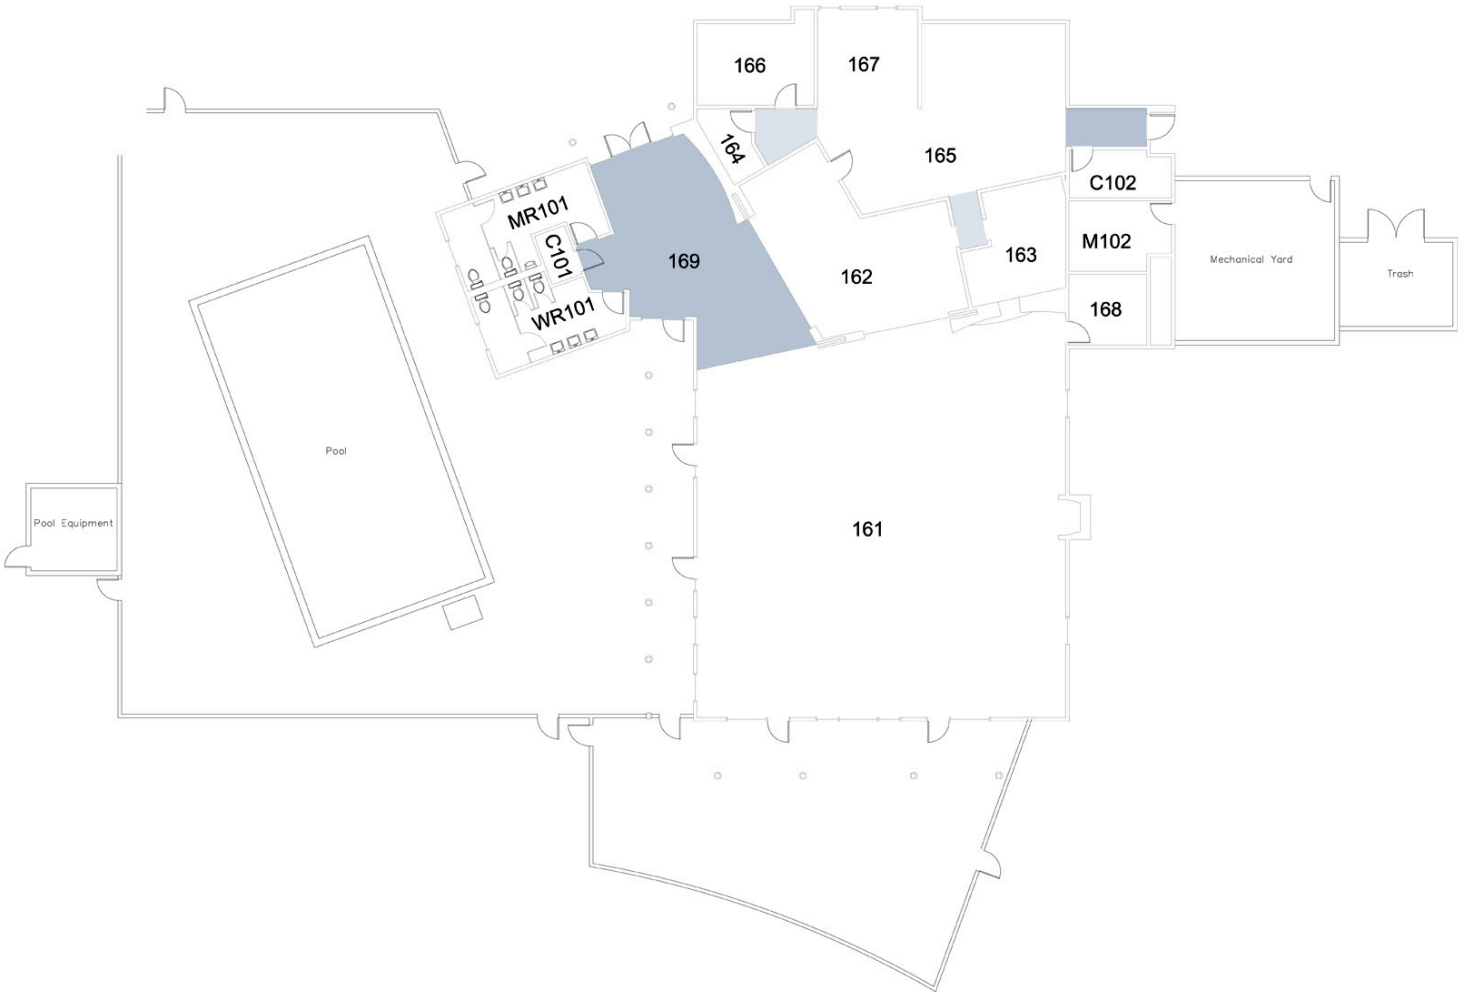 166
167
164
165
C102
MR101
C101
169
162
163
M102
Mechanical Yard
Trash
WR101
168
Pool
Pool Equipment
161